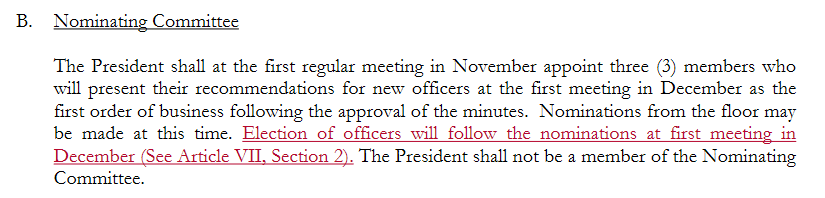 B. Nominating Committee
The President shall at the first regular meeting in November appoint three (3) members who
will present their recommendations for new officers at the first meeting in December as the
first order of business following the approval of the minutes. Nominations from the floor may
be made at this time. Election of officers will follow the nominations at first meeting in
December (See Article VII, Section 2). The President shall not be a member of the Nominating
Committee.